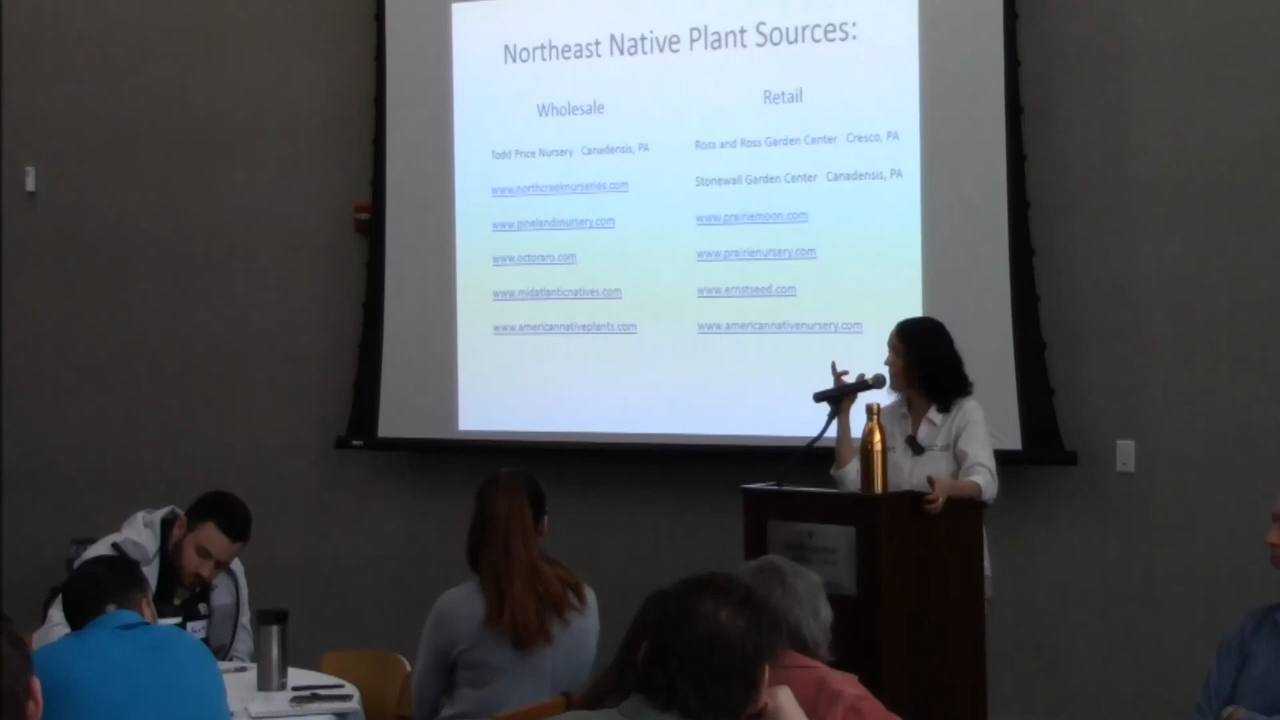 Northeast Native Plant Sources:
Wholesale
Todd Price Nursery Canadensis, PA
www.northcreeknurseries.com
www.pinelandnursery.com
www.octoraro.com
www.midatlanticnatives.com
www.americannativeplants.com
Retail
Ross and Ross Garden Center Cresco, PA
Stonewall Garden Center Canadensis, PA
www.prairiemoon.com
www.prairienursery.com
www.ernstseed.com
www.americannativenursery.com